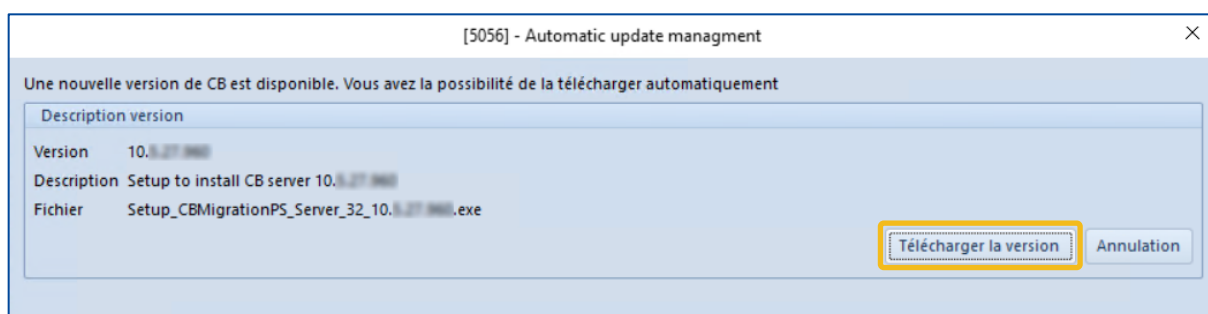 [5056] - Automatic update managment
Une nouvelle version de CB est disponible. Vous avez la possibilité de la télécharger automatiquement
Description version
Version 10.
Description Setup to install CB server 10.
Fichier Setup_CBMigrationPS_Server_32_10. .exe
Télécharger la version Annulation